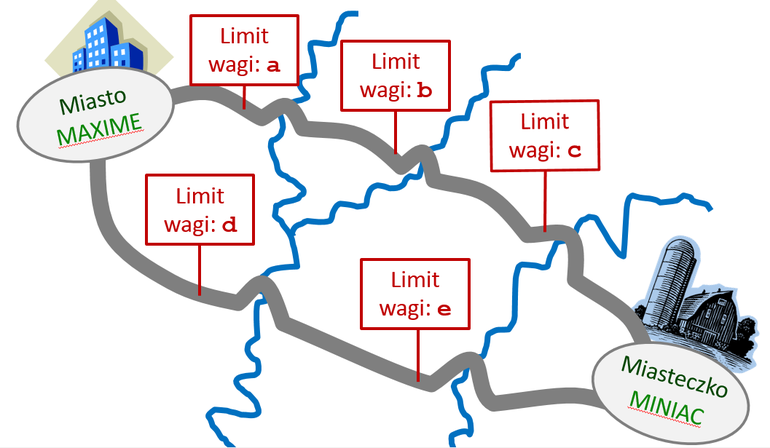 Miasto
MAXIME
Limit
wagi: a
Limit
wagi: b
Limit
wagi: c
Limit
wagi: d
Limit
wagi: e
Miasteczko
MINIAC